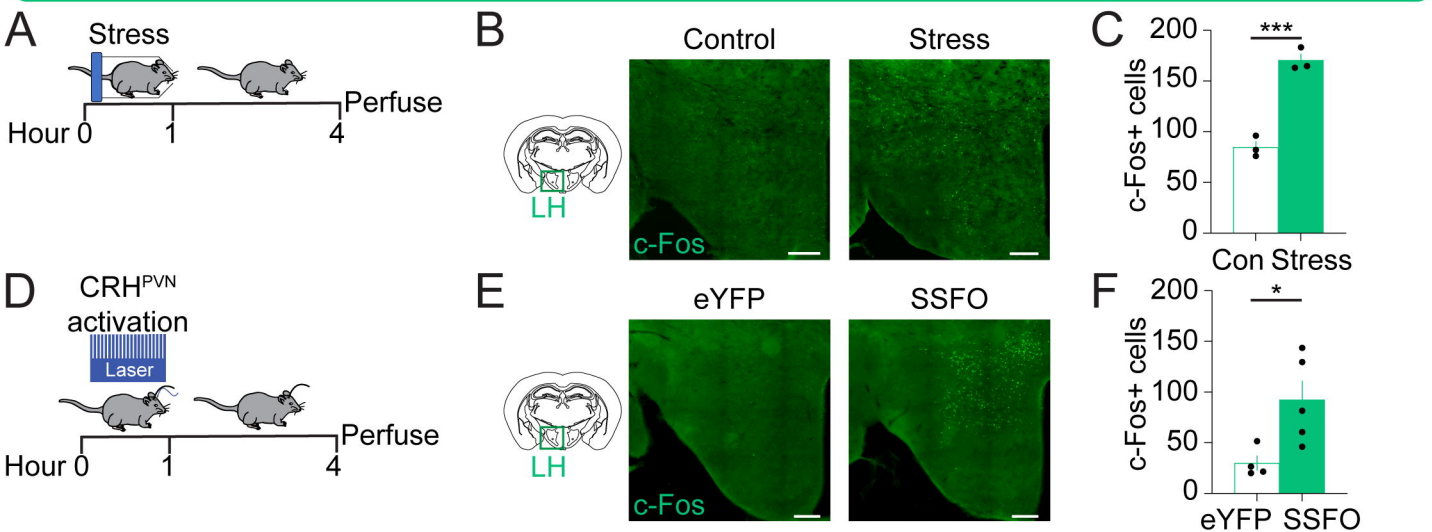 A
Stress
Hour 0 1 4
Perfuse
B
Control Stress
LH
c-Fos
C
***
c-Fos+ cells
200
150
100
50
0
Con Stress
D
CRHPVN
activation
Laser
Hour 0 1 4
Perfuse
E
eYFP SSFO
LH
c-Fos
F
*
c-Fos+ cells
200
150
100
50
0
eYFP SSFO